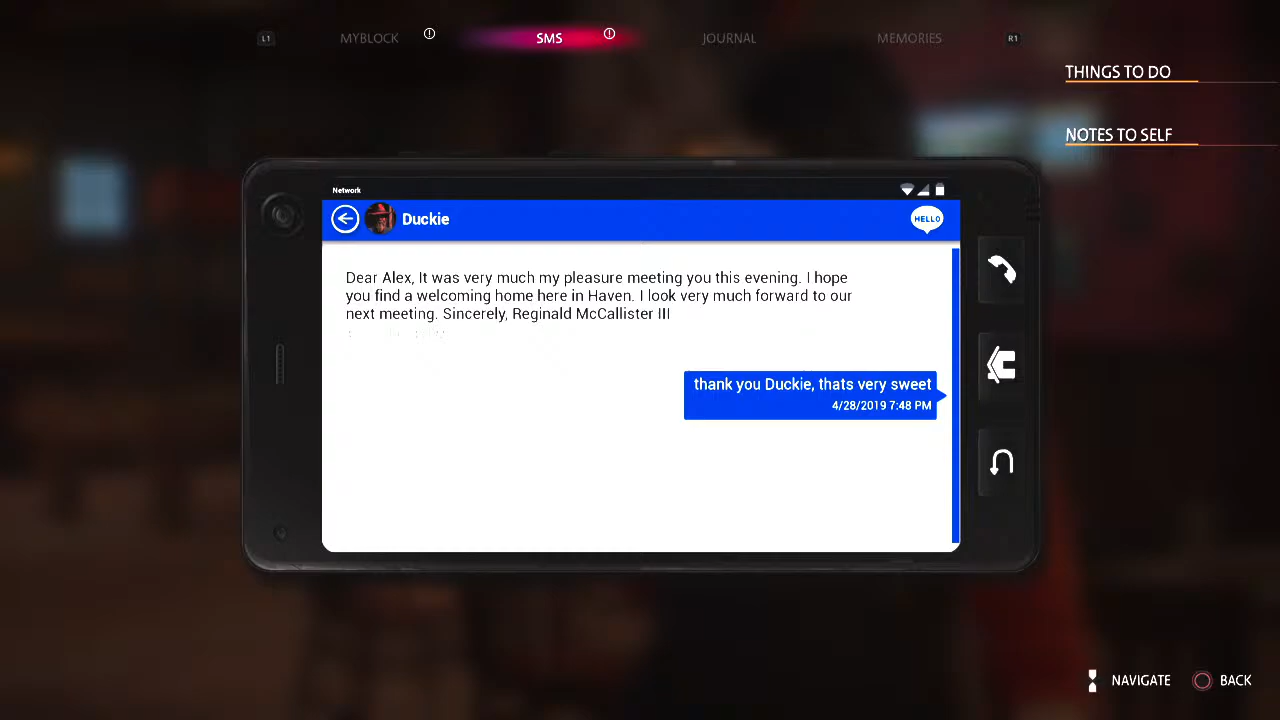 L1 MYBLOCK SMS JOURNAL MEMORIES R1
THINGS TO DO
NOTES TO SELF
Network
Duckie
HELLO
Dear Alex, It was very much my pleasure meeting you this evening. I hope
you find a welcoming home here in Haven. I look very much forward to our
next meeting. Sincerely, Reginald McCallister III
thank you Duckie, thats very sweet
4/28/2019 7:48 PM
NAVIGATE BACK